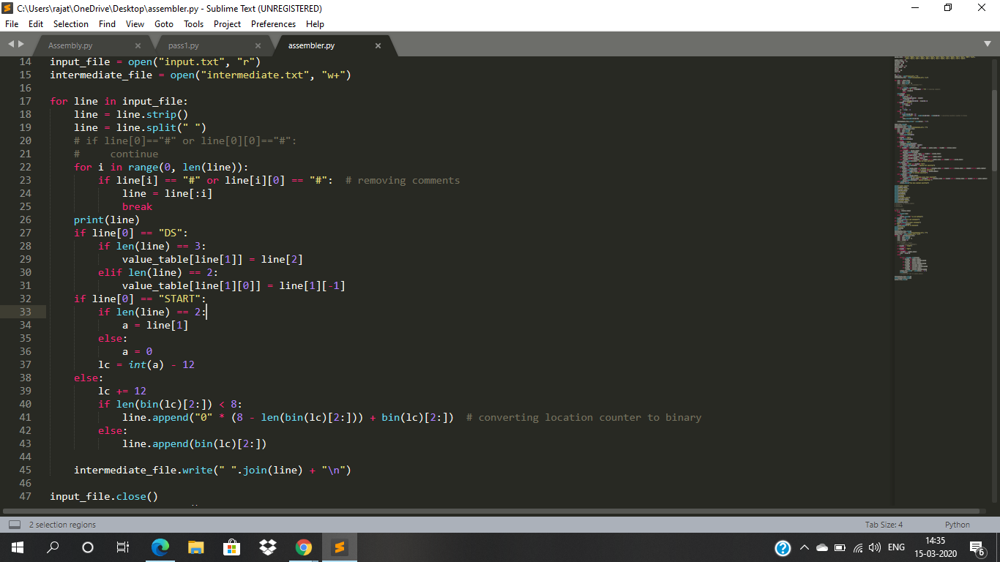 C:\Users\rajat\OneDrive\Desktop\assembler.py - Sublime Text (UNREGISTERED)
File Edit Selection Find View Goto Tools Project Preferences Help
Assembly.py pass1.py assembler.py
14 input_file = open("input.txt", "r")
15 intermediate_file = open("intermediate.txt", "w+")
16
17 for line in input_file:
18     line = line.strip()
19     line = line.split(" ")
20     # if line[0]=="#" or line[0][0]=="#":
21     #     continue
22     for i in range(0, len(line)):
23         if line[i] == "#" or line[i][0] == "#":  # removing comments
24             line = line[:i]
25             break
26     print(line)
27     if line[0] == "DS":
28         if len(line) == 3:
29             value_table[line[1]] = line[2]
30         elif len(line) == 2:
31             value_table[line[1][0]] = line[1][-1]
32     if line[0] == "START":
33         if len(line) == 2:
34             a = line[1]
35         else:
36             a = 0
37         lc = int(a) - 12
38     else:
39         lc += 12
40         if len(bin(lc)[2:]) < 8:
41             line.append("0" * (8 - len(bin(lc)[2:])) + bin(lc)[2:])  # converting location counter to binary
42         else:
43             line.append(bin(lc)[2:])
44
45     intermediate_file.write(" ".join(line) + "\n")
46
47 input_file.close()
2 selection regions Tab Size: 4 Python
ENG 14:35
15-03-2020 6